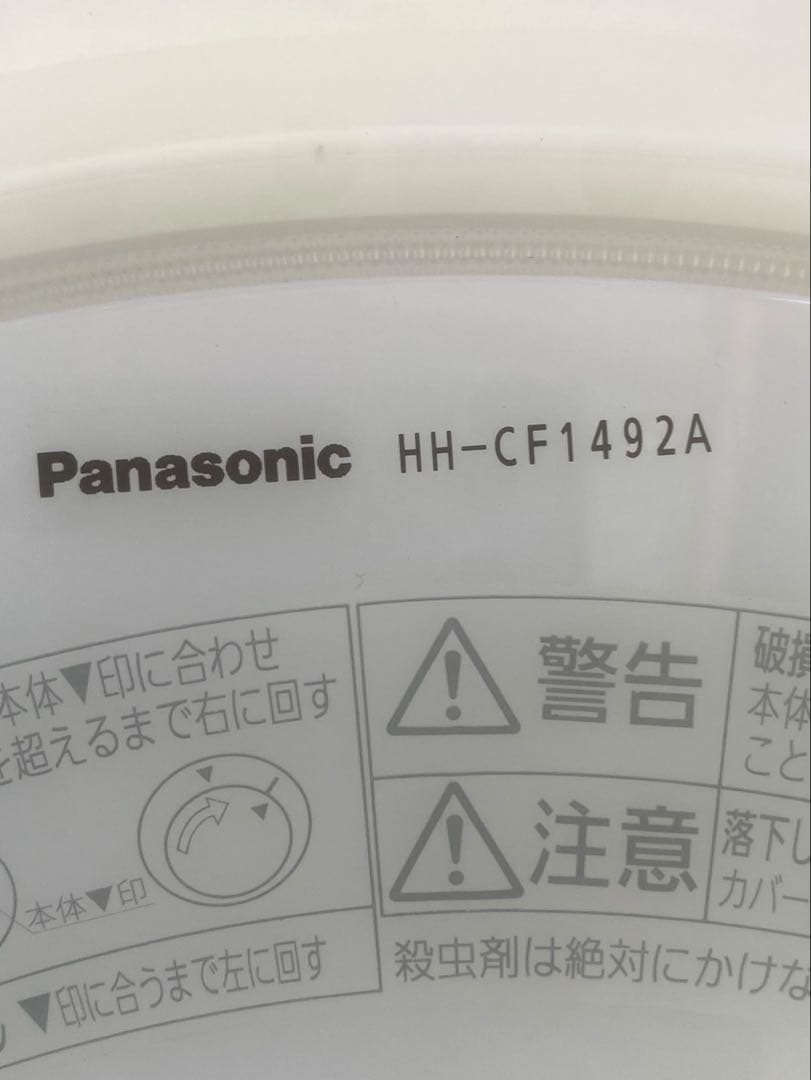 Panasonic HH-CF1492A
本体▼印に合わせ
を超えるまで右に回す
本体▼印
▼印に合うまで左に回す
警告
破損
本体
こと
注意
落下し
カバー
殺虫剤は絶対にかけな